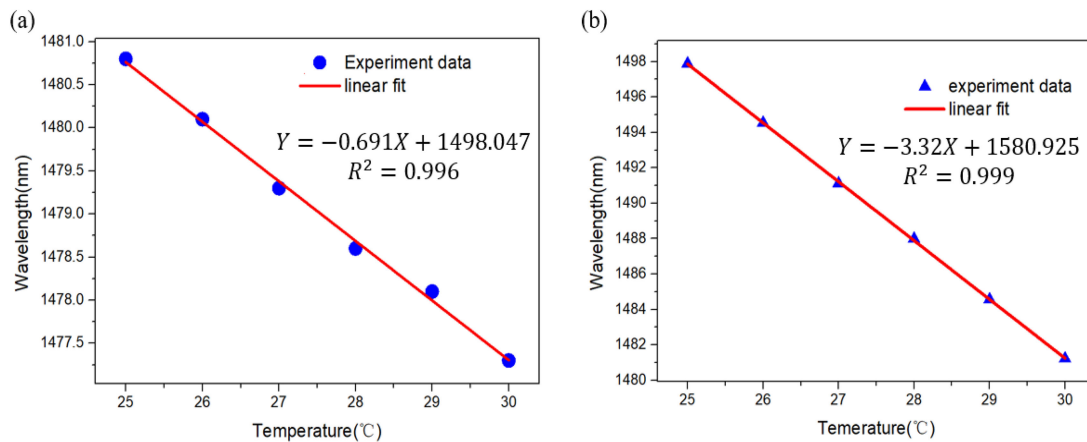 (a)
1481.0
1480.5
1480.0
1479.5
1479.0
1478.5
1478.0
1477.5
Wavelength(nm)
Experiment data
linear fit
Y = −0.691X + 1498.047
R² = 0.996
25 26 27 28 29 30
Temperature(℃)
(b)
1498
1496
1494
1492
1490
1488
1486
1484
1481
1480
Wavelength(nm)
experiment data
linear fit
Y = −3.32X + 1580.925
R² = 0.999
25 26 27 28 29 30
Temerature(℃)